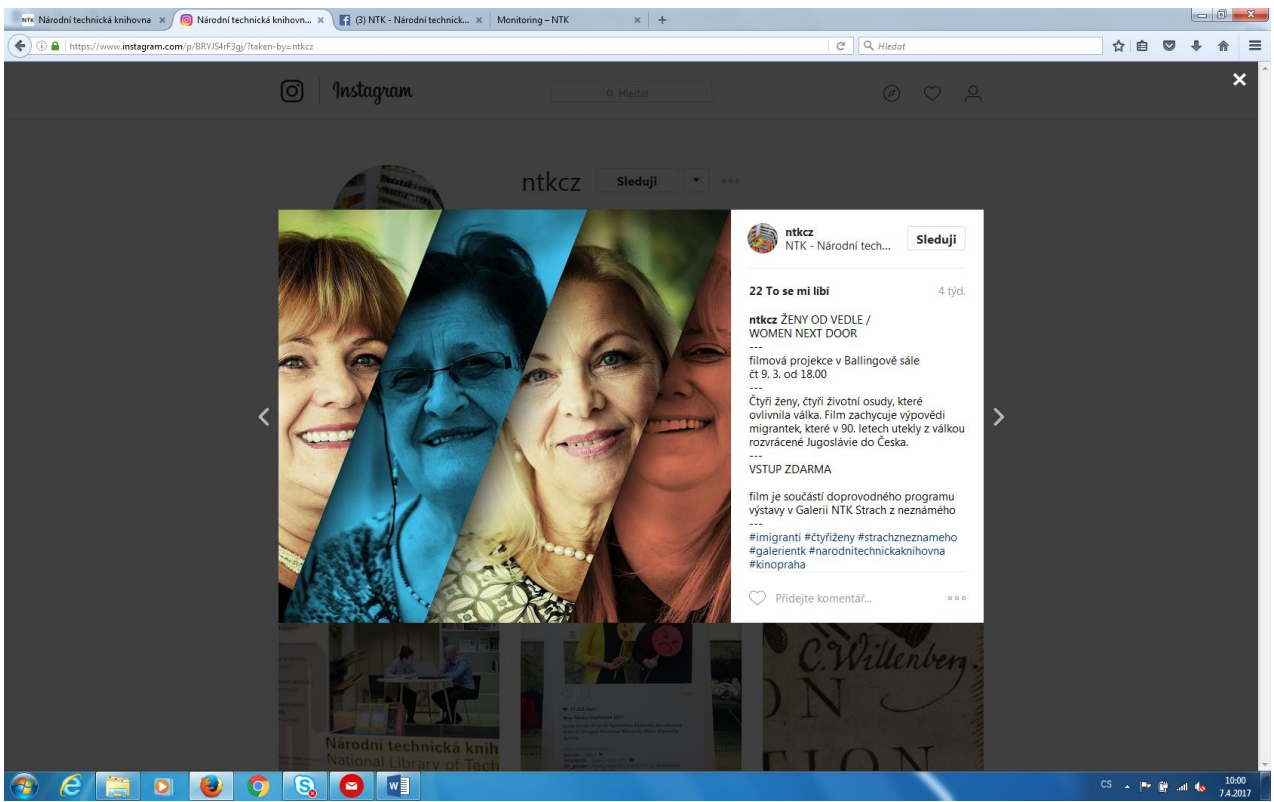 NTK Národní technická knihovna
Národní technická knihovn...
(3) NTK - Národní technick...
Monitoring – NTK
https://www.instagram.com/p/BRYJS4rF3gj/?taken-by=ntkcz
Hledat
Instagram
Hledat
ntkcz
Sleduji
ntkcz
NTK - Národní tech...
Sleduji
22 To se mi líbí
4 týd.
ntkcz ŽENY OD VEDLE /
WOMEN NEXT DOOR
---
filmová projekce v Ballingově sále
čt 9. 3. od 18.00
---
Čtyři ženy, čtyři životní osudy, které
ovlivnila válka. Film zachycuje výpovědi
migrantek, které v 90. letech utekly z válkou
rozvrácené Jugoslávie do Česka.
---
VSTUP ZDARMA
film je součástí doprovodného programu
výstavy v Galerii NTK Strach z neznámého
---
#imigranti #čtyřiženy #strachzneznameho
#galerientk #narodnitechnickaknihovna
#kinopraha
Přidejte komentář...
C. Willenberg.
ON
TION
Národní technická knih
National Library of Tech
CS
10:00
7.4.2017